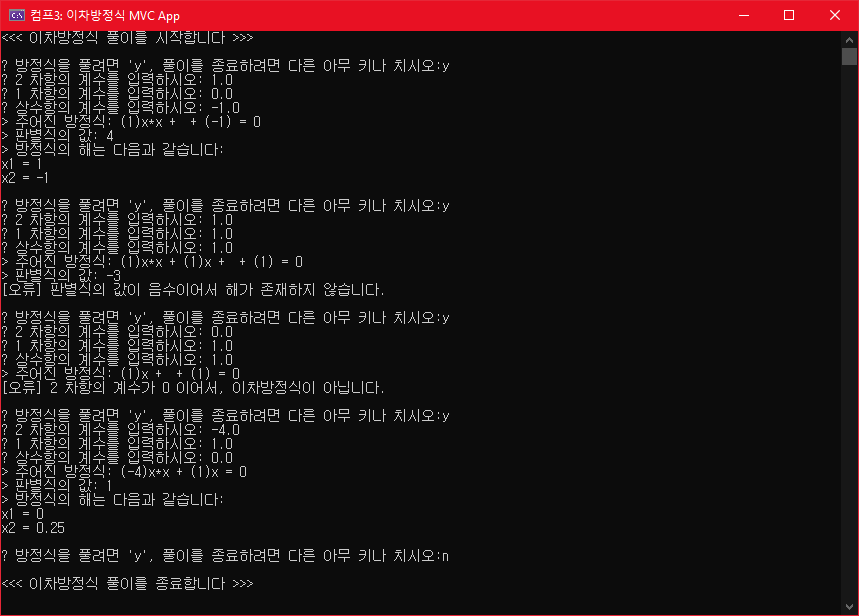 컴프3: 이차방정식 MVC App
<<< 이차방정식 풀이를 시작합니다 >>>
? 방정식을 풀려면 'y', 풀이를 종료하려면 다른 아무 키나 치시오:y
? 2 차항의 계수를 입력하시오: 1.0
? 1 차항의 계수를 입력하시오: 0.0
? 상수항의 계수를 입력하시오: -1.0
> 주어진 방정식: (1)x*x +  + (-1) = 0
> 판별식의 값: 4
> 방정식의 해는 다음과 같습니다:
x1 = 1
x2 = -1
? 방정식을 풀려면 'y', 풀이를 종료하려면 다른 아무 키나 치시오:y
? 2 차항의 계수를 입력하시오: 1.0
? 1 차항의 계수를 입력하시오: 1.0
? 상수항의 계수를 입력하시오: 1.0
> 주어진 방정식: (1)x*x + (1)x +  + (1) = 0
> 판별식의 값: -3
[오류] 판별식의 값이 음수이어서 해가 존재하지 않습니다.
? 방정식을 풀려면 'y', 풀이를 종료하려면 다른 아무 키나 치시오:y
? 2 차항의 계수를 입력하시오: 0.0
? 1 차항의 계수를 입력하시오: 1.0
? 상수항의 계수를 입력하시오: 1.0
> 주어진 방정식: (1)x +  + (1) = 0
[오류] 2 차항의 계수가 0 이어서, 이차방정식이 아닙니다.
? 방정식을 풀려면 'y', 풀이를 종료하려면 다른 아무 키나 치시오:y
? 2 차항의 계수를 입력하시오: -4.0
? 1 차항의 계수를 입력하시오: 1.0
? 상수항의 계수를 입력하시오: 0.0
> 주어진 방정식: (-4)x*x + (1)x = 0
> 판별식의 값: 1
> 방정식의 해는 다음과 같습니다:
x1 = 0
x2 = 0.25
? 방정식을 풀려면 'y', 풀이를 종료하려면 다른 아무 키나 치시오:n
<<< 이차방정식 풀이를 종료합니다 >>>